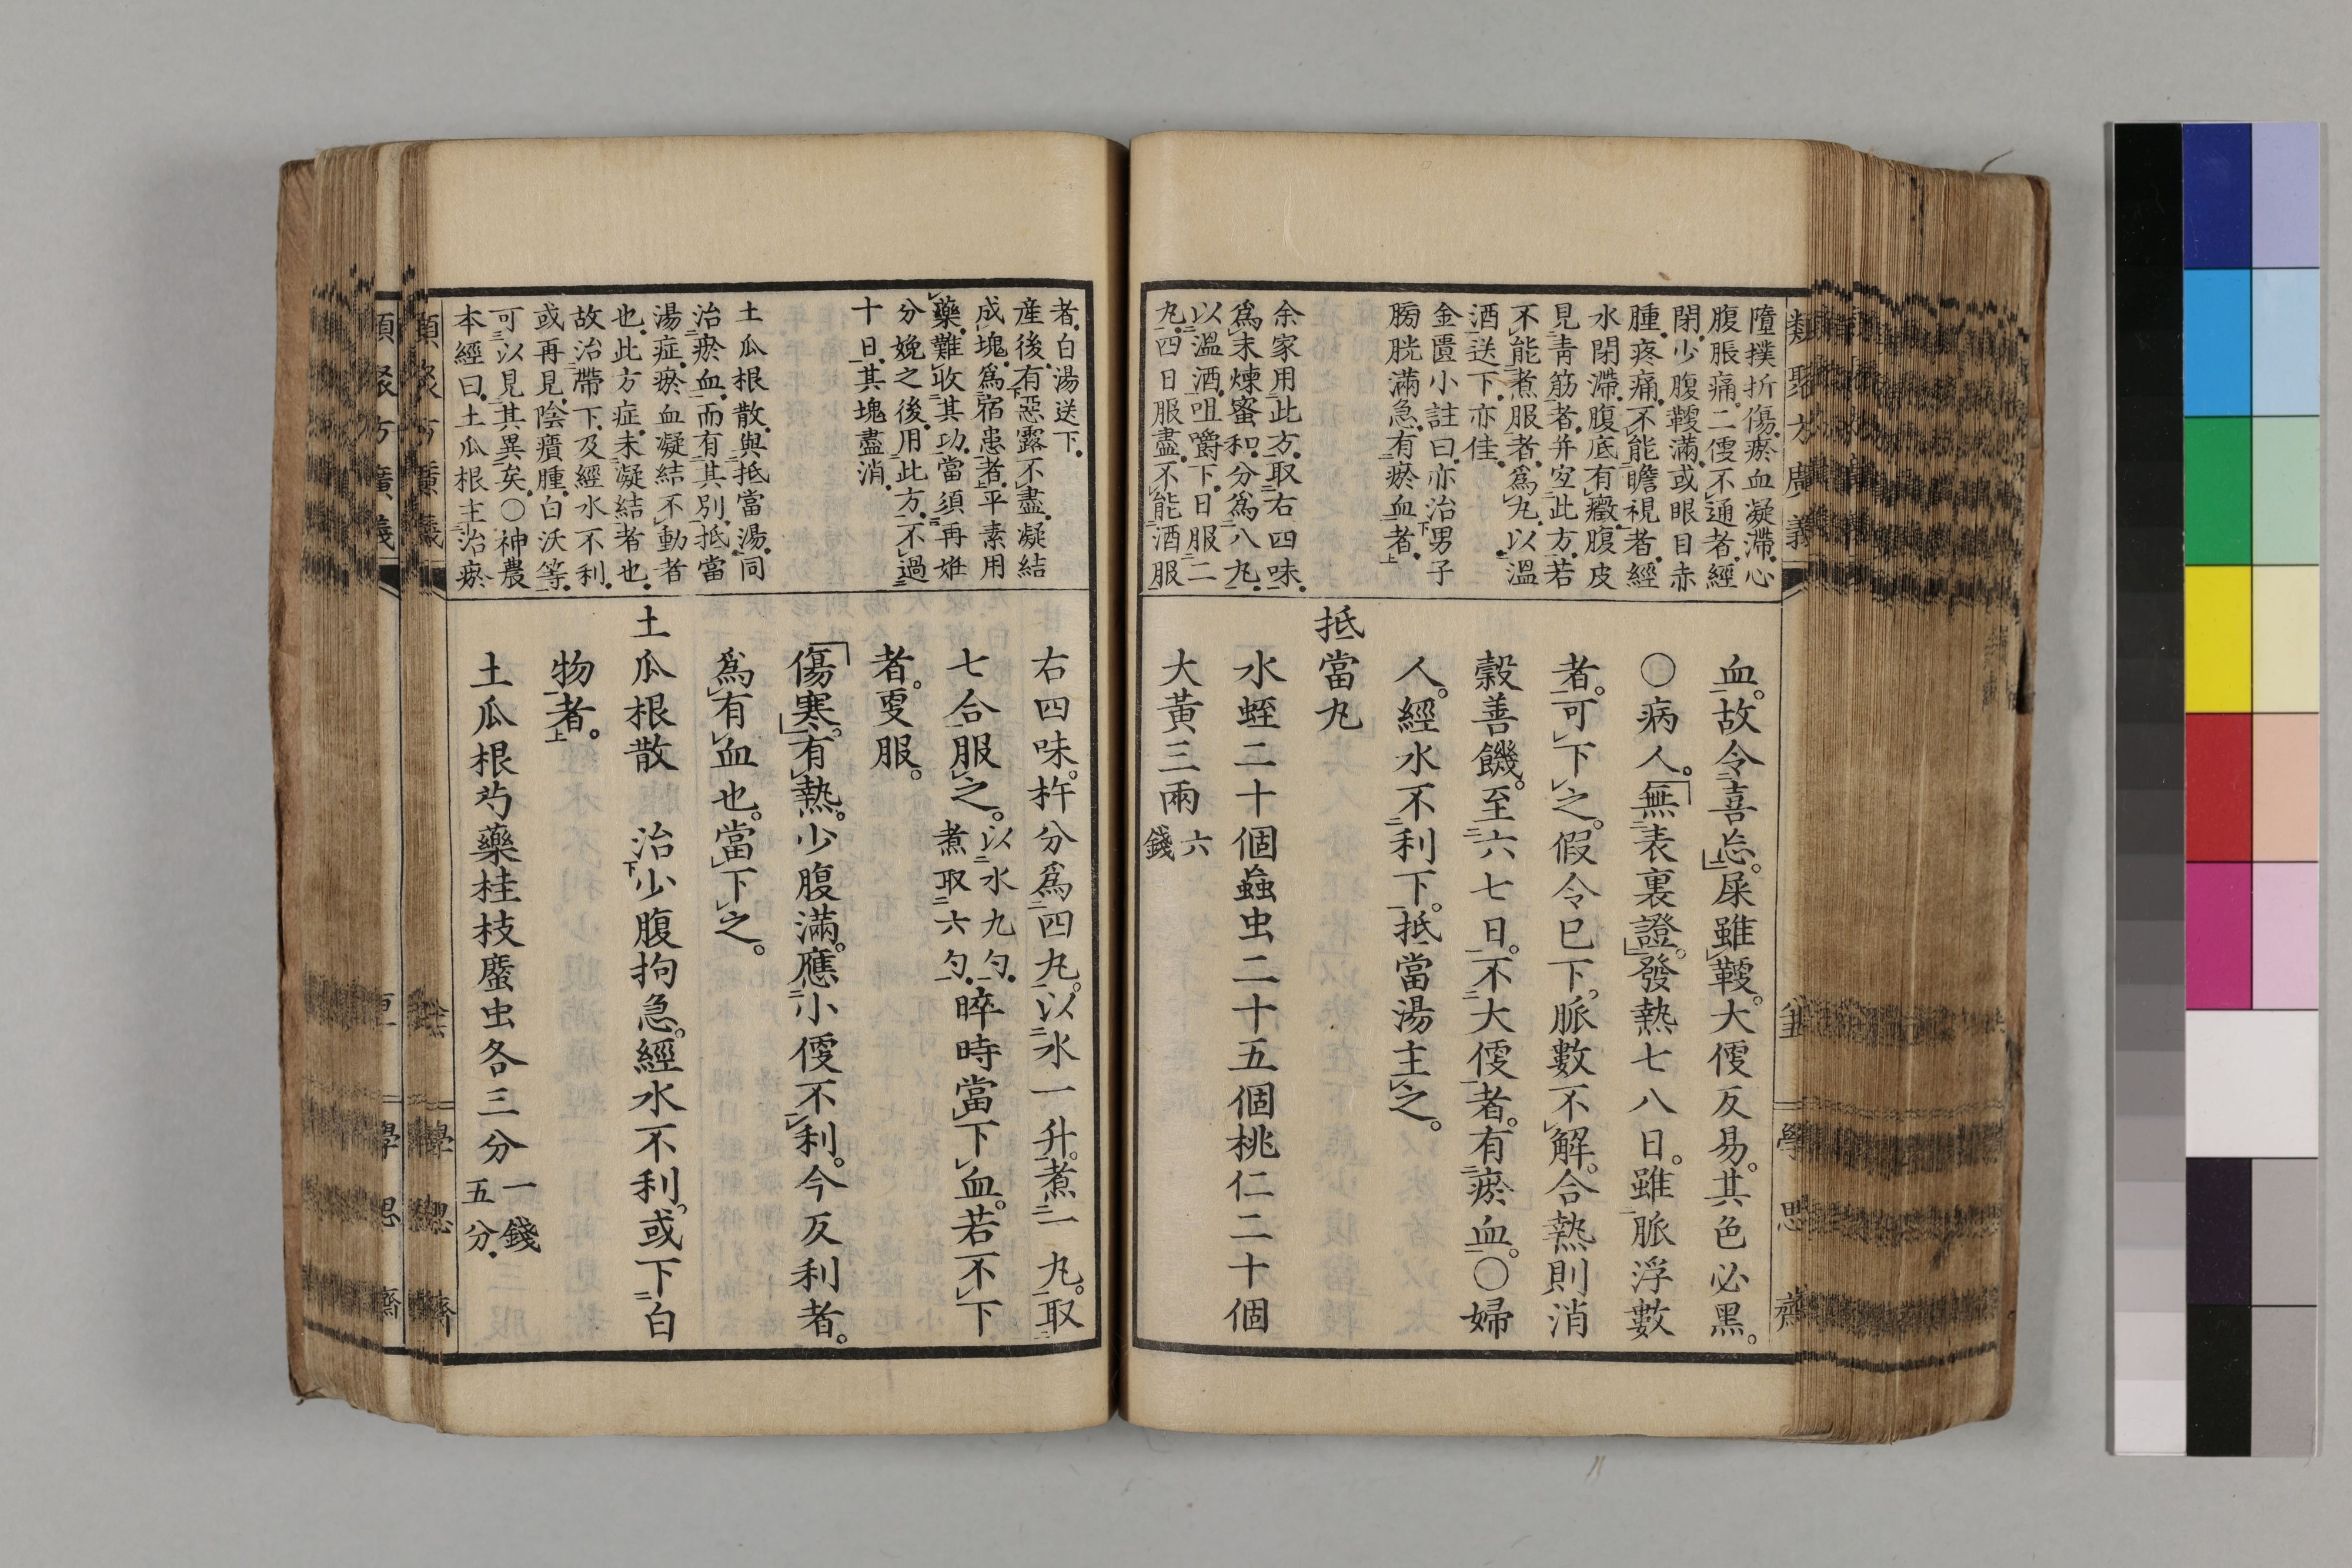 類聚方廣義
墮撲折傷瘀血凝滯心
腹脹痛二便不通者經
閉少腹鞕滿或眼目赤
腫疼痛不能瞻視者經
水閉滯腹底有癥腹皮
見青筋者并宜此方若
不能煮服者爲丸以溫
酒送下亦佳
金匱小註曰亦治男子
膀胱滿急有瘀血者
余家用此方取右四味
爲末煉蜜和分爲八丸
以溫酒咀嚼下日服二
丸四日服盡不能酒服
血。故令喜忘。屎雖鞕。大便反易。其色必黑。
〇病人。無表裏證。發熱七八日。雖脈浮數
者。可下之。假令已下。脈數不解。合熱則消
穀善饑。至六七日。不大便者。有瘀血。〇婦
人。經水不利下。抵當湯主之。
抵當丸
水蛭二十個蝱虫二十五個桃仁二十個
大黃三兩六錢
學思齋
者白湯送下
産後有惡露不盡凝結
成塊爲宿患者平素用
藥難收其功當須再妊
分娩之後用此方不過
十日其塊盡消
土瓜根散與抵當湯同
治瘀血而有其別抵當
湯症瘀血凝結不動者
也此方症未凝結者也
故治帶下及經水不利
或再見陰㿗腫白沃等
可以見其異矣〇神農
本經曰土瓜根主治瘀
右四味。杵分爲四丸。以水一升。煮一丸。取
七合服之。以水九勺煮取六勺晬時當下血。若不下
者。更服。
傷寒。有熱。少腹滿。應小便不利。今反利者。
爲有血也。當下之。
土瓜根散　治少腹拘急。經水不利。或下白
物者。
土瓜根芍藥桂枝䗪虫各三分一錢五分